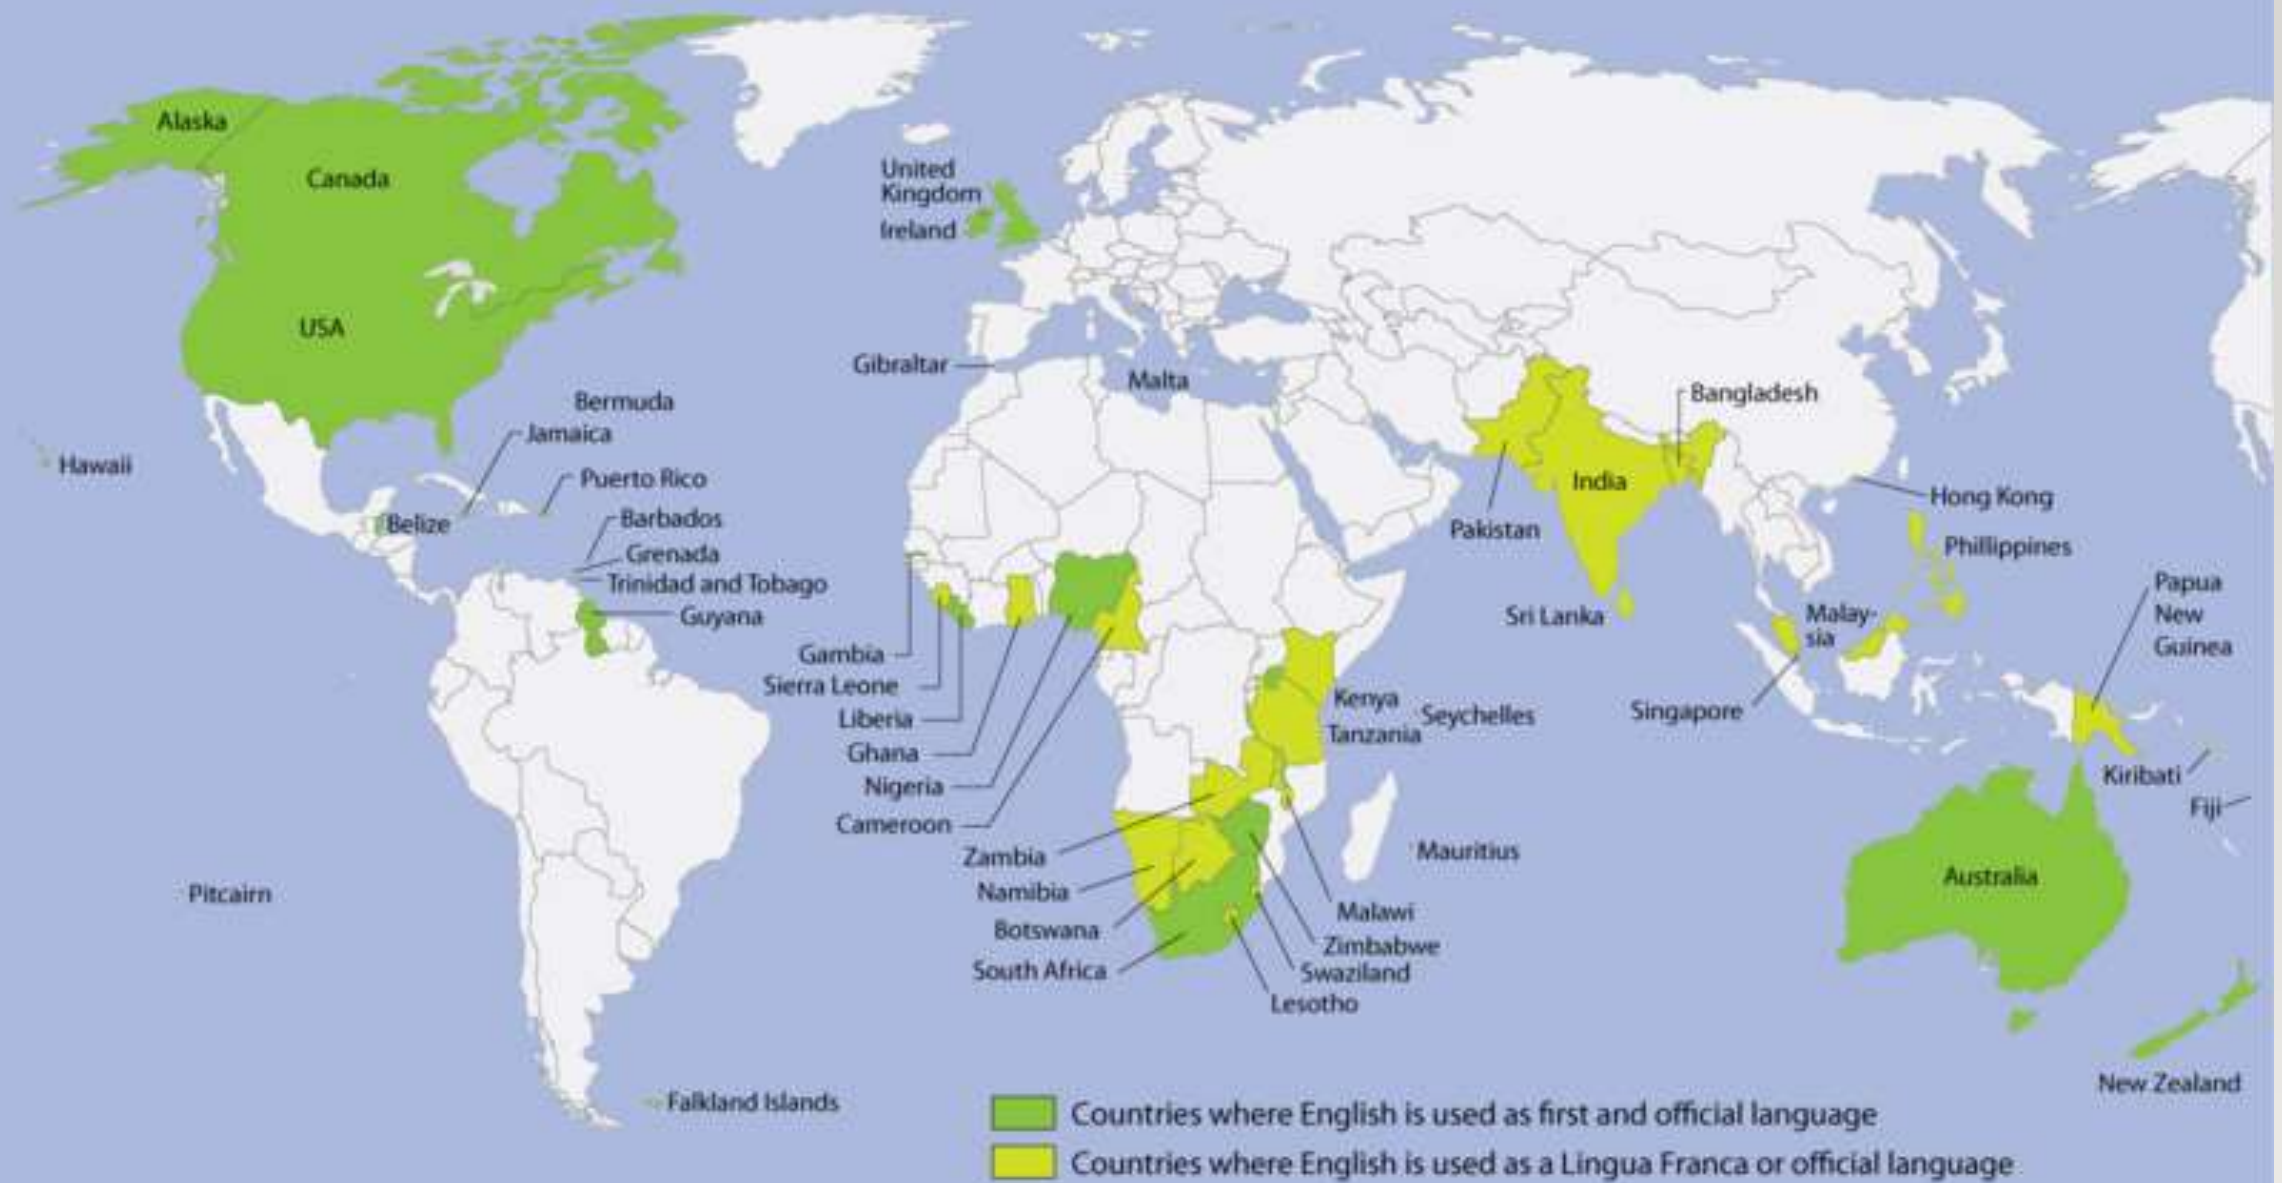 Alaska
Canada
USA
Hawaii
Bermuda
Jamaica
Puerto Rico
Belize
Barbados
Grenada
Trinidad and Tobago
Guyana
Pitcairn
Falkland Islands
United
Kingdom
Ireland
Gibraltar
Malta
Gambia
Sierra Leone
Liberia
Ghana
Nigeria
Cameroon
Zambia
Namibia
Botswana
South Africa
Kenya
Tanzania
Seychelles
Mauritius
Malawi
Zimbabwe
Swaziland
Lesotho
Bangladesh
India
Pakistan
Sri Lanka
Hong Kong
Phillippines
Malay-
sia
Singapore
Papua
New
Guinea
Kiribati
Fiji
Australia
New Zealand
Countries where English is used as first and official language
Countries where English is used as a Lingua Franca or official language